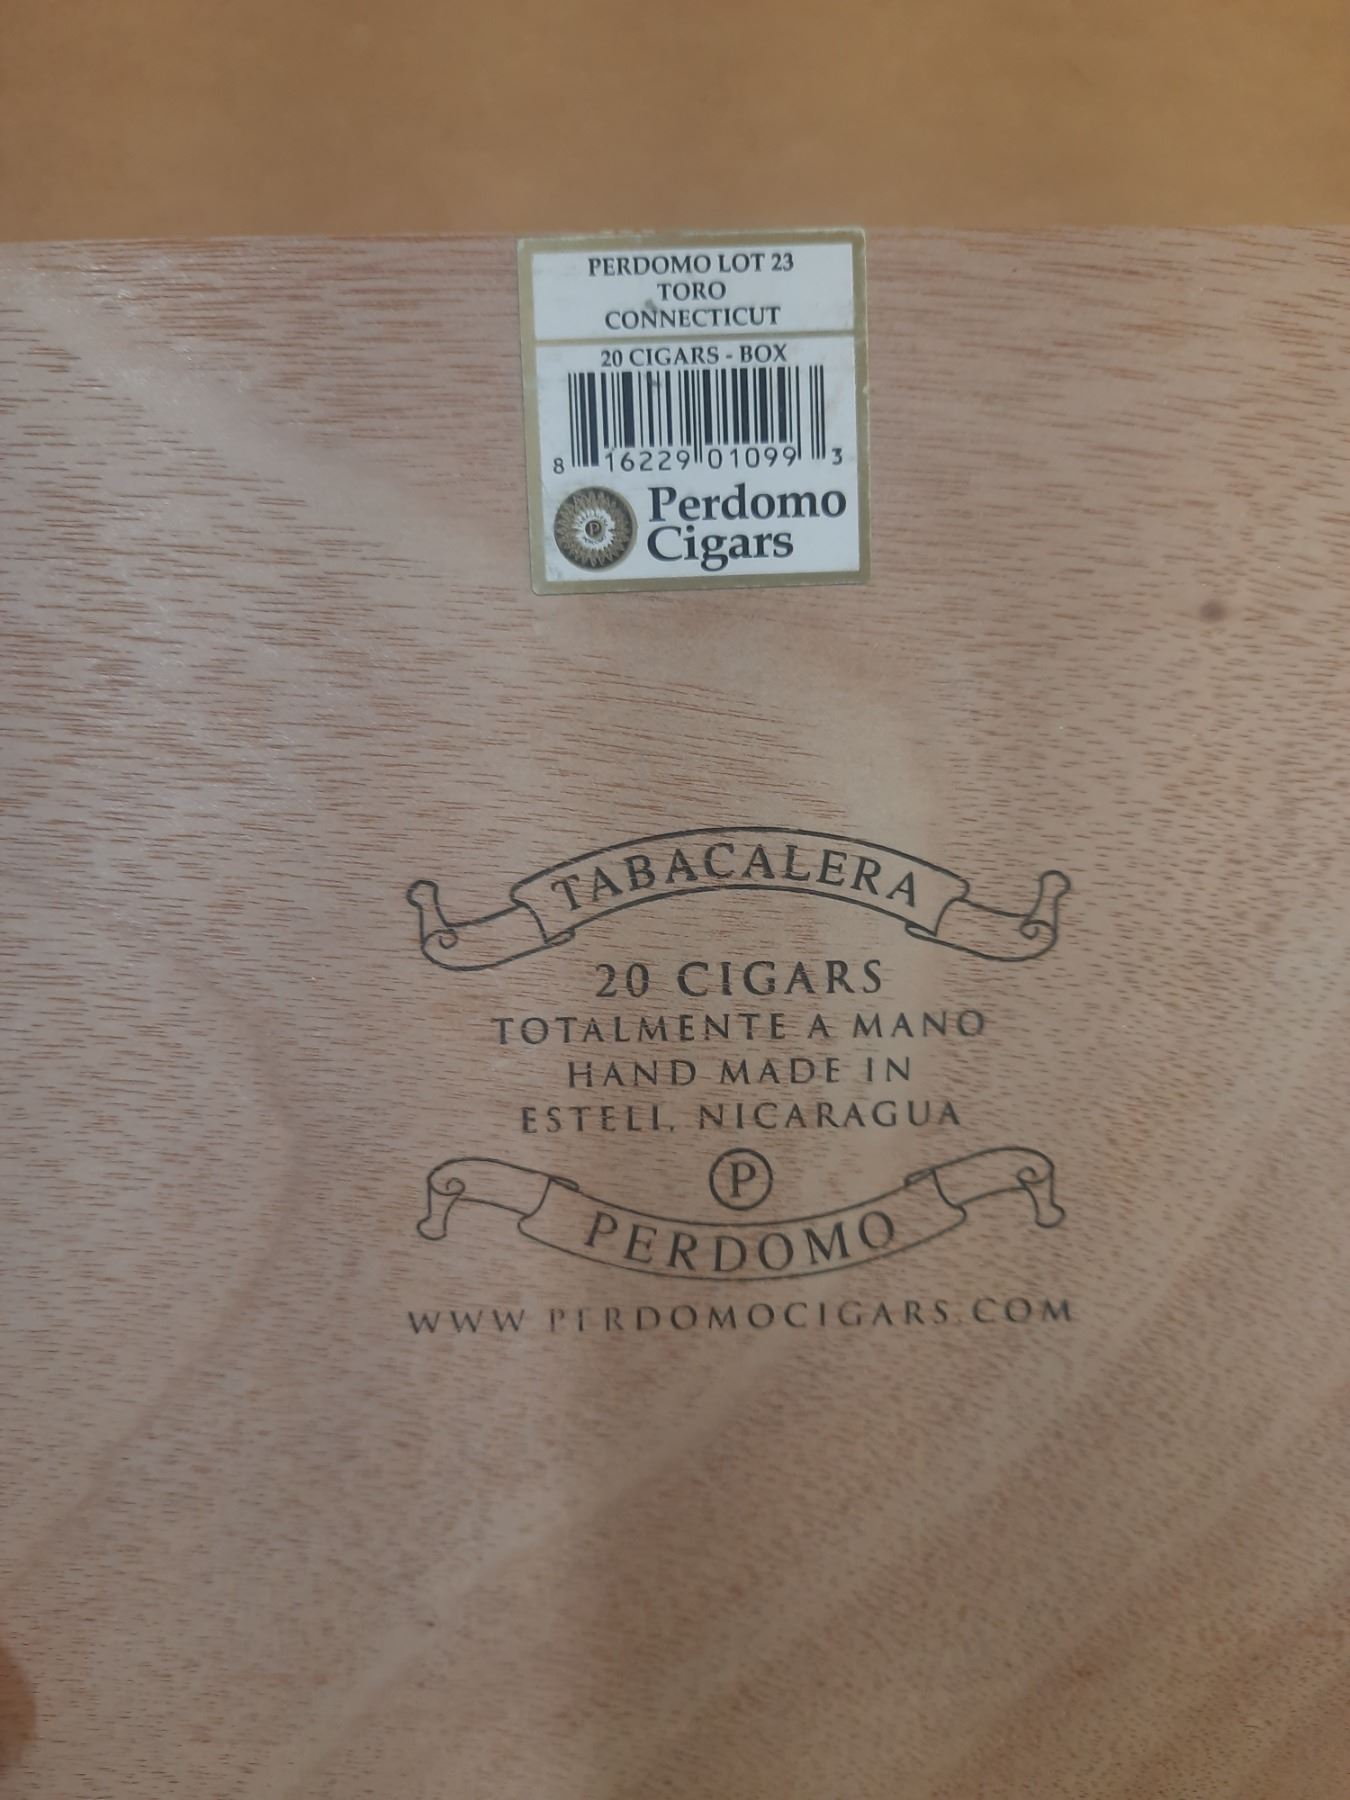 PERDOMO LOT 23
TORO
CONNECTICUT
20 CIGARS - BOX
8 16229 01099 3
P
Perdomo
Cigars
TABACALERA
20 CIGARS
TOTALMENTE A MANO
HAND MADE IN
ESTELI, NICARAGUA
P
PERDOMO
WWW PERDOMOCIGARS.COM